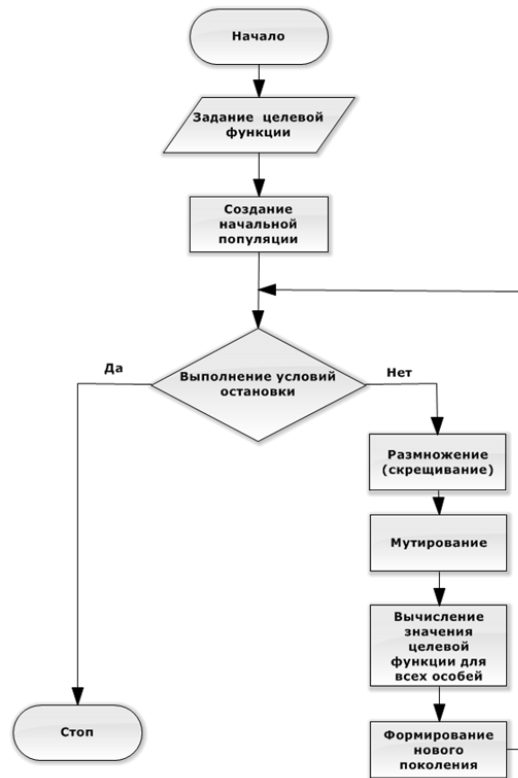 Начало
Задание целевой
функции
Создание
начальной
популяции
Да
Выполнение условий
остановки
Нет
Размножение
(скрещивание)
Мутирование
Вычисление
значения
целевой
функции для
всех особей
Стоп
Формирование
нового
поколения